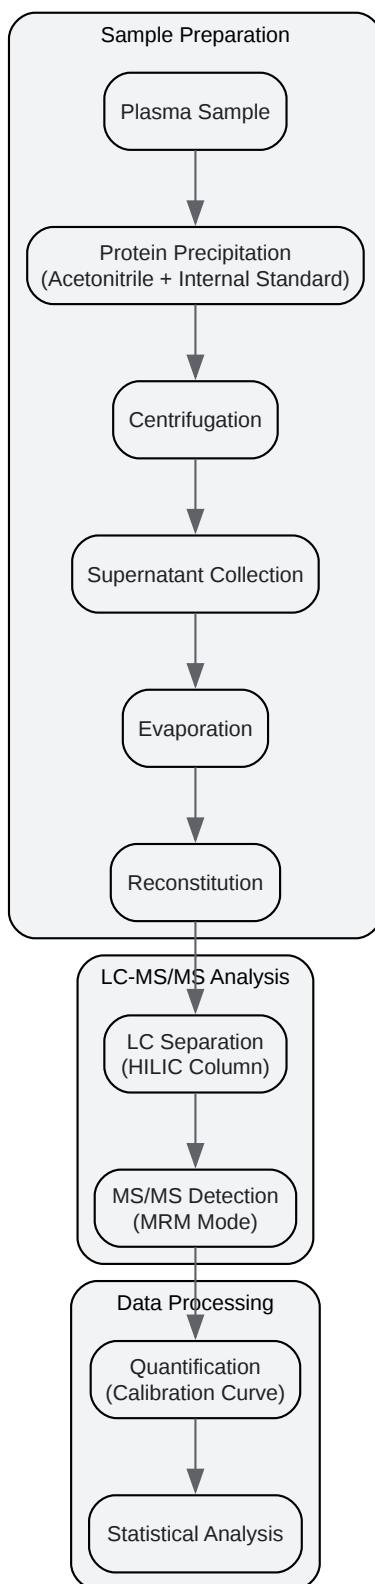 Sample Preparation
Plasma Sample
Protein Precipitation
(Acetonitrile + Internal Standard)
Centrifugation
Supernatant Collection
Evaporation
Reconstitution
LC-MS/MS Analysis
LC Separation
(HILIC Column)
MS/MS Detection
(MRM Mode)
Data Processing
Quantification
(Calibration Curve)
Statistical Analysis